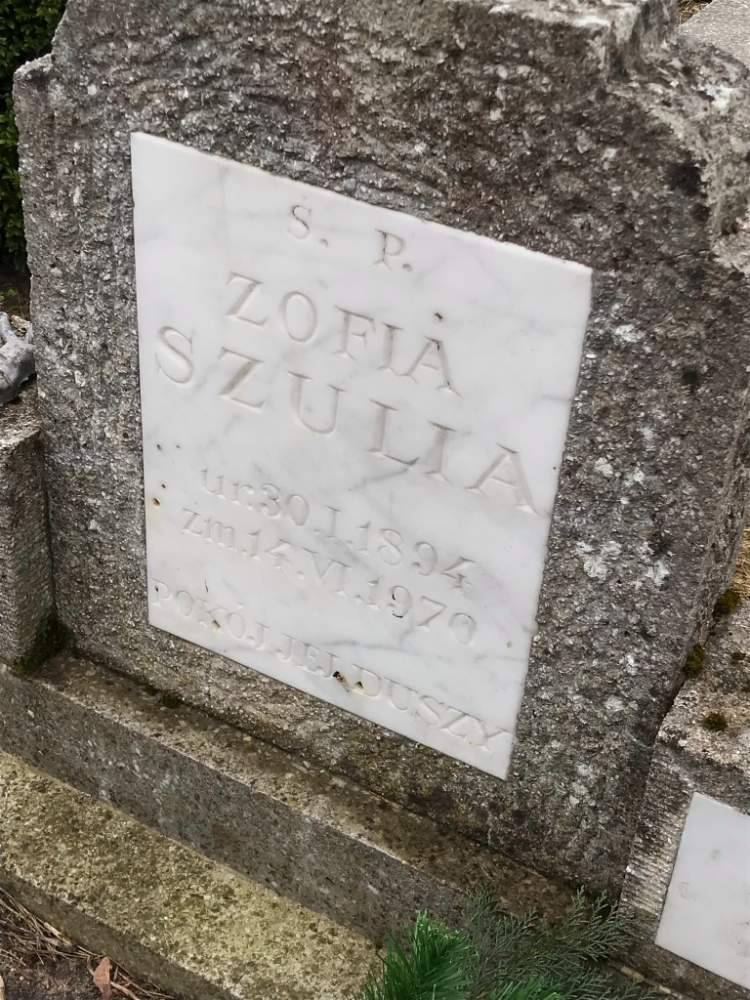 S. P.
ZOFIA
SZULIA
ur.30.I.1894
zm.14.VI.1970
POKÓJ JEJ DUSZY